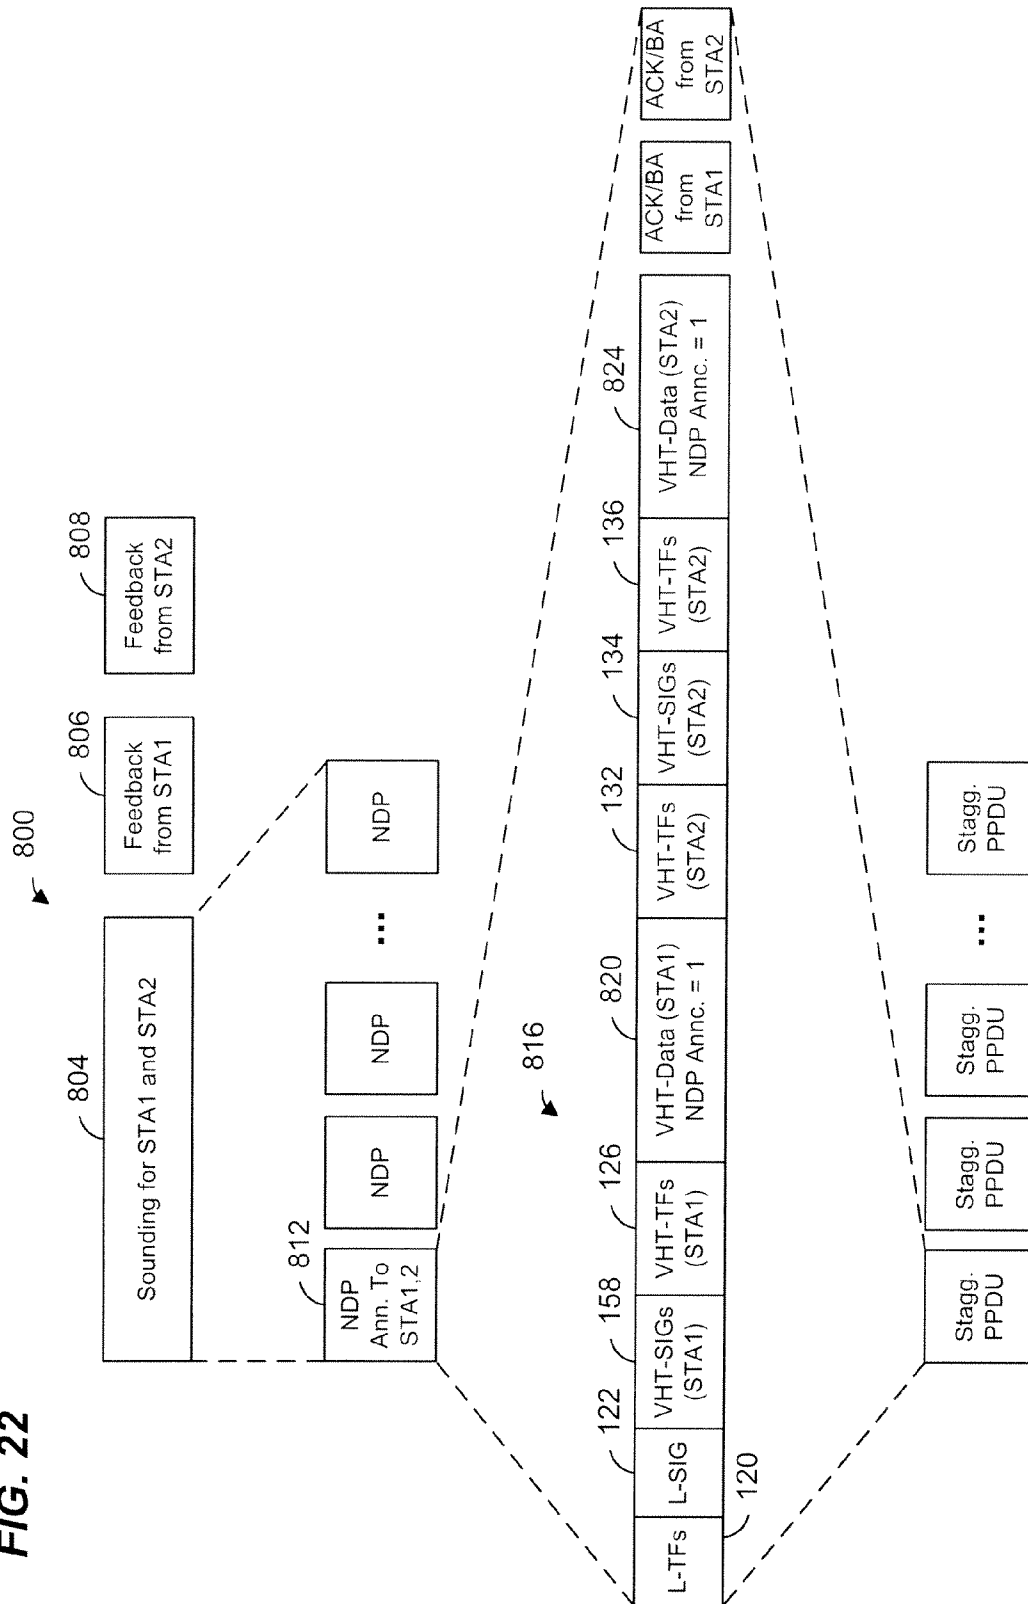 FIG. 22
800
804
806
808
Sounding for STA1 and STA2
Feedback
from STA1
Feedback
from STA2
812
NDP
Ann. To
STA1,2
NDP
NDP
...
NDP
816
122
158
126
820
132
134
136
824
L-TFs
L-SIG
VHT-SIGs
(STA1)
VHT-TFs
(STA1)
VHT-Data (STA1)
NDP Annc. = 1
VHT-TFs
(STA2)
VHT-SIGs
(STA2)
VHT-TFs
(STA2)
VHT-Data (STA2)
NDP Annc. = 1
ACK/BA
from
STA1
ACK/BA
from
STA2
120
Stagg.
PPDU
Stagg.
PPDU
Stagg.
PPDU
...
Stagg.
PPDU